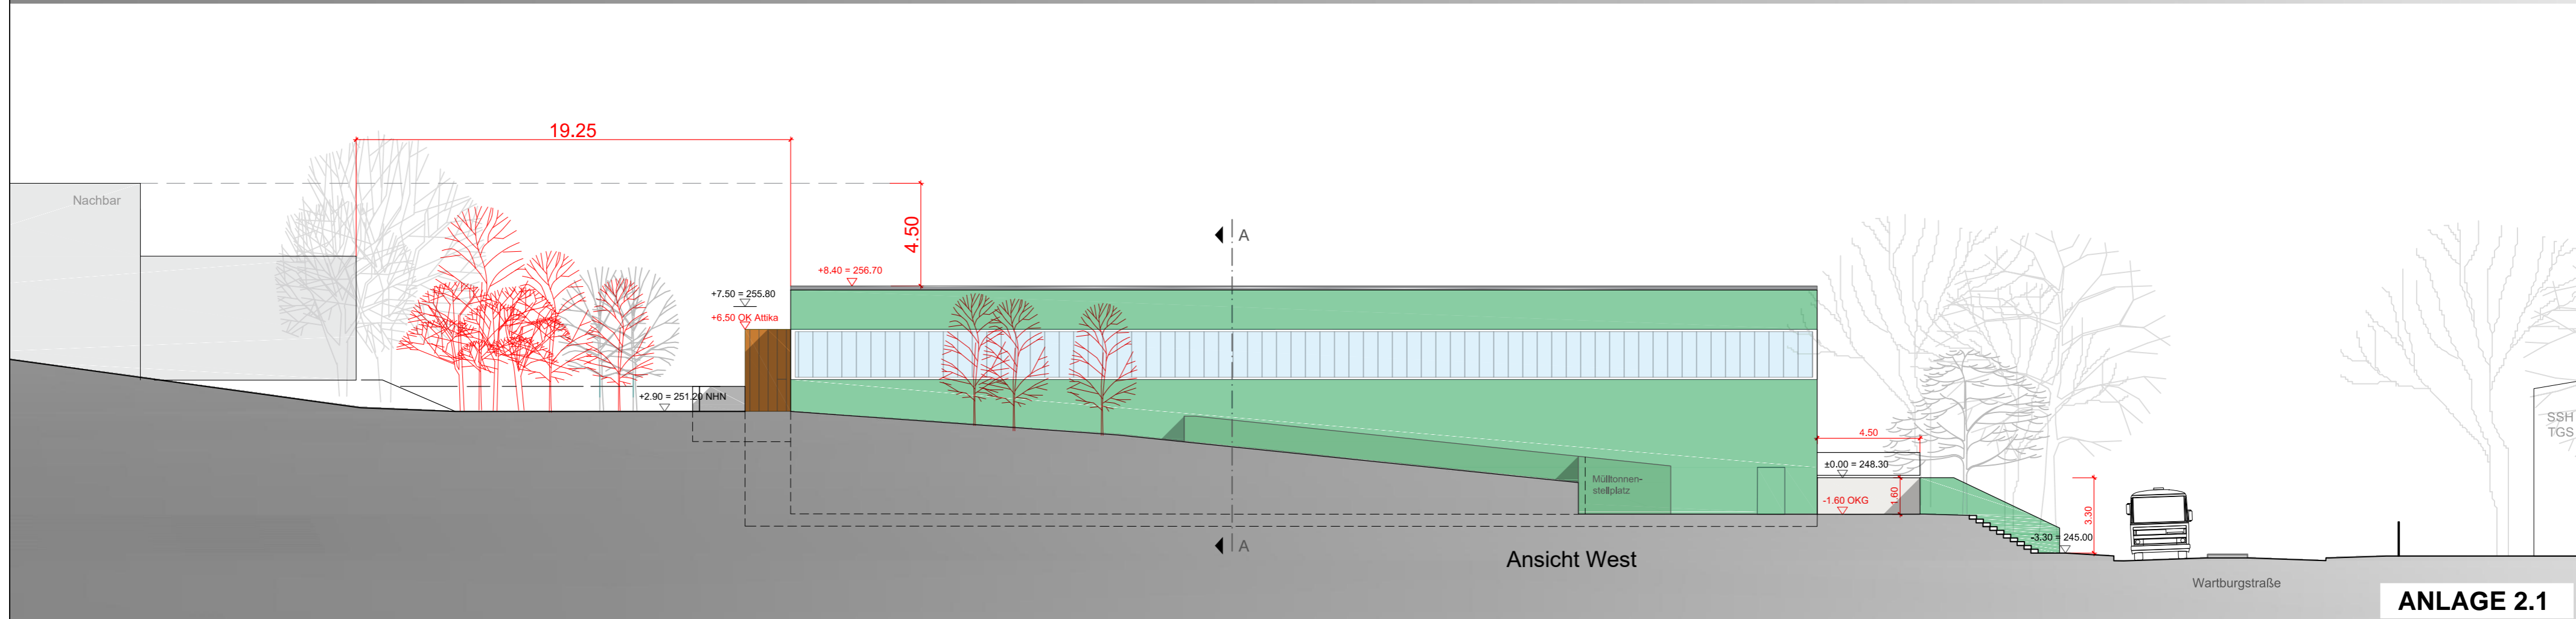 19.25
Nachbar
4.50
A
+8.40 = 256.70
+7.50 = 255.80
+6,50 OK Attika
+2.90 = 251.20 NHN
Mülltonnen-
stellplatz
4.50
±0.00 = 248.30
-1.60 OKG
1.60
3.30
-3.30 = 245.00
SSH
TGS
A
Ansicht West
Wartburgstraße
ANLAGE 2.1